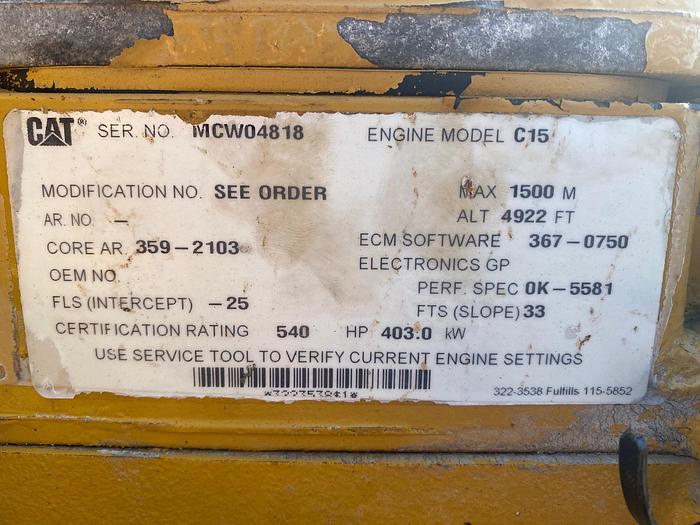 CAT® SER. NO. MCW04818 ENGINE MODEL C15
MODIFICATION NO. SEE ORDER MAX 1500 M
AR. NO. – ALT 4922 FT
CORE AR. 359-2103 ECM SOFTWARE 367-0750
OEM NO ELECTRONICS GP
PERF. SPEC 0K-5581
FLS (INTERCEPT) -25 FTS (SLOPE) 33
CERTIFICATION RATING 540 HP 403.0 kW
USE SERVICE TOOL TO VERIFY CURRENT ENGINE SETTINGS
322-3538 Fulfills 115-5852